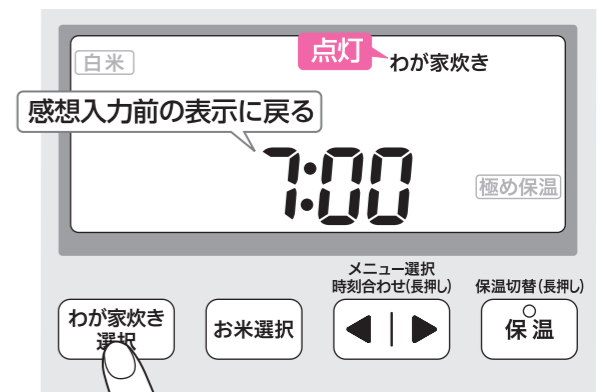 白米
点灯
わが家炊き
感想入力前の表示に戻る
7:00
極め保温
メニュー選択
時刻合わせ(長押し)
保温切替(長押し)
わが家炊き
選択
お米選択
保温